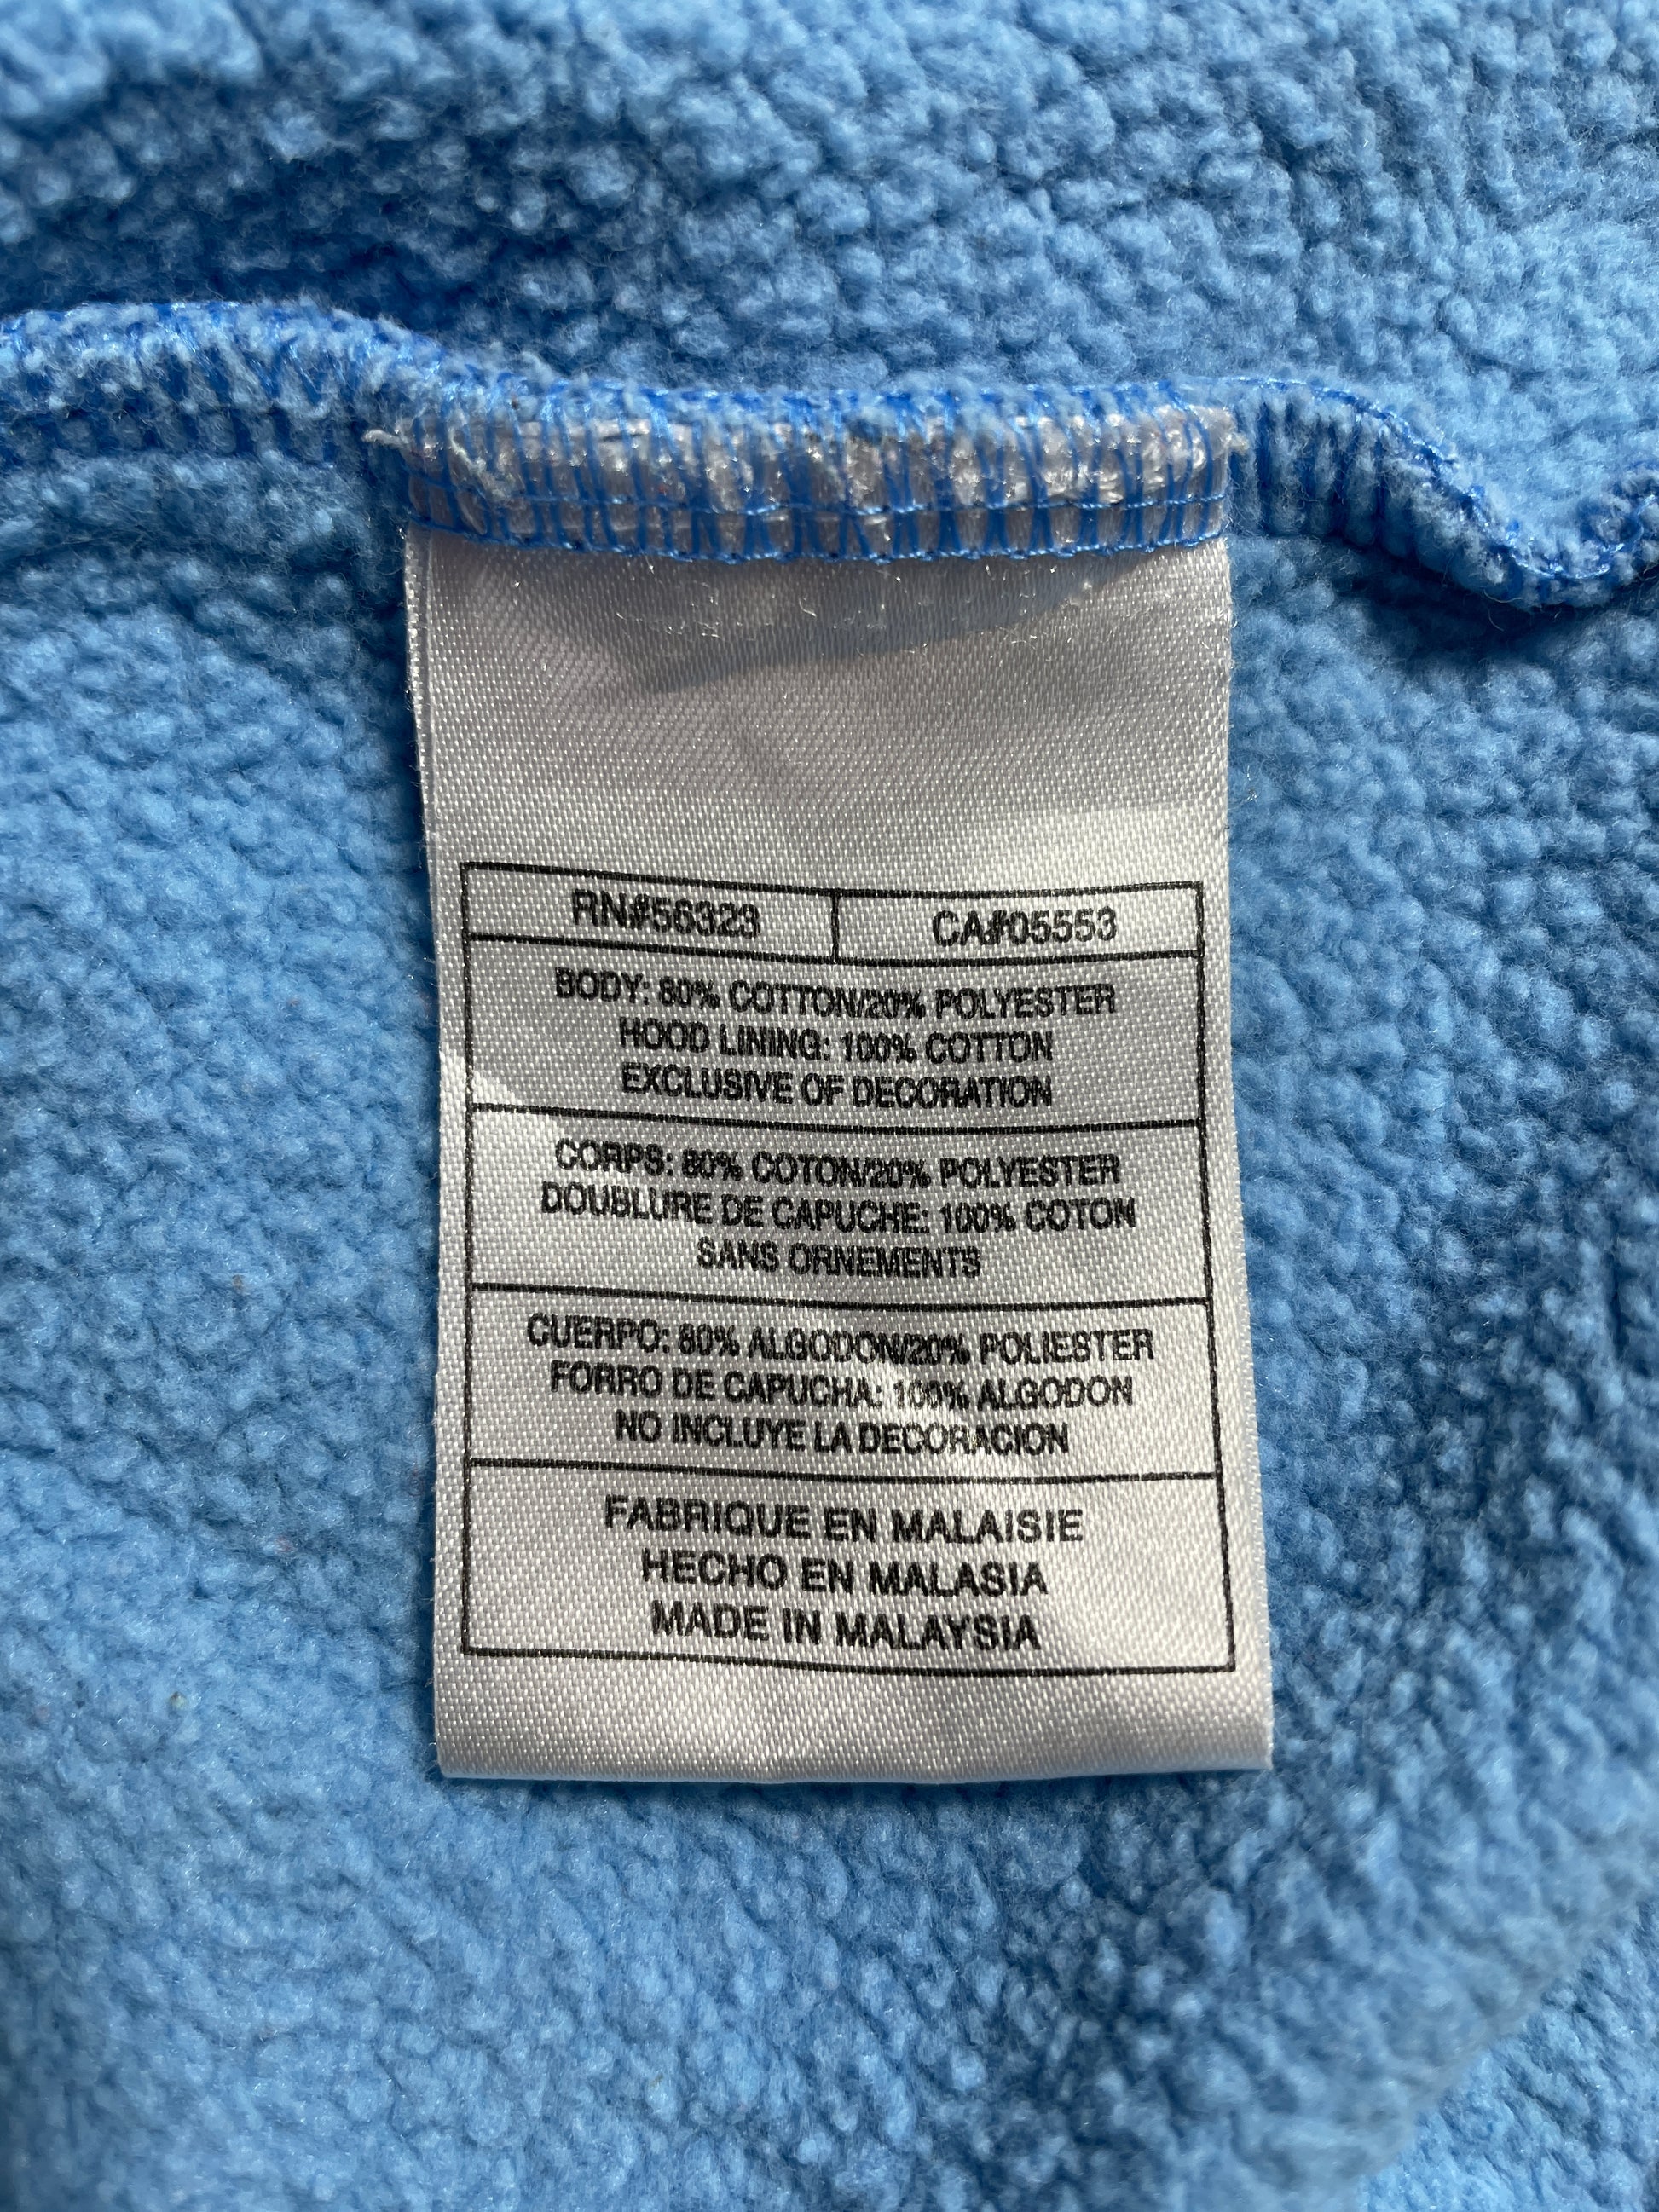 RN#56323 CA#05553
BODY: 80% COTTON/20% POLYESTER
HOOD LINING: 100% COTTON
EXCLUSIVE OF DECORATION
CORPS: 80% COTON/20% POLYESTER
DOUBLURE DE CAPUCHE: 100% COTON
SANS ORNEMENTS
CUERPO: 80% ALGODON/20% POLIESTER
FORRO DE CAPUCHA: 100% ALGODON
NO INCLUYE LA DECORACION
FABRIQUE EN MALAISIE
HECHO EN MALASIA
MADE IN MALAYSIA